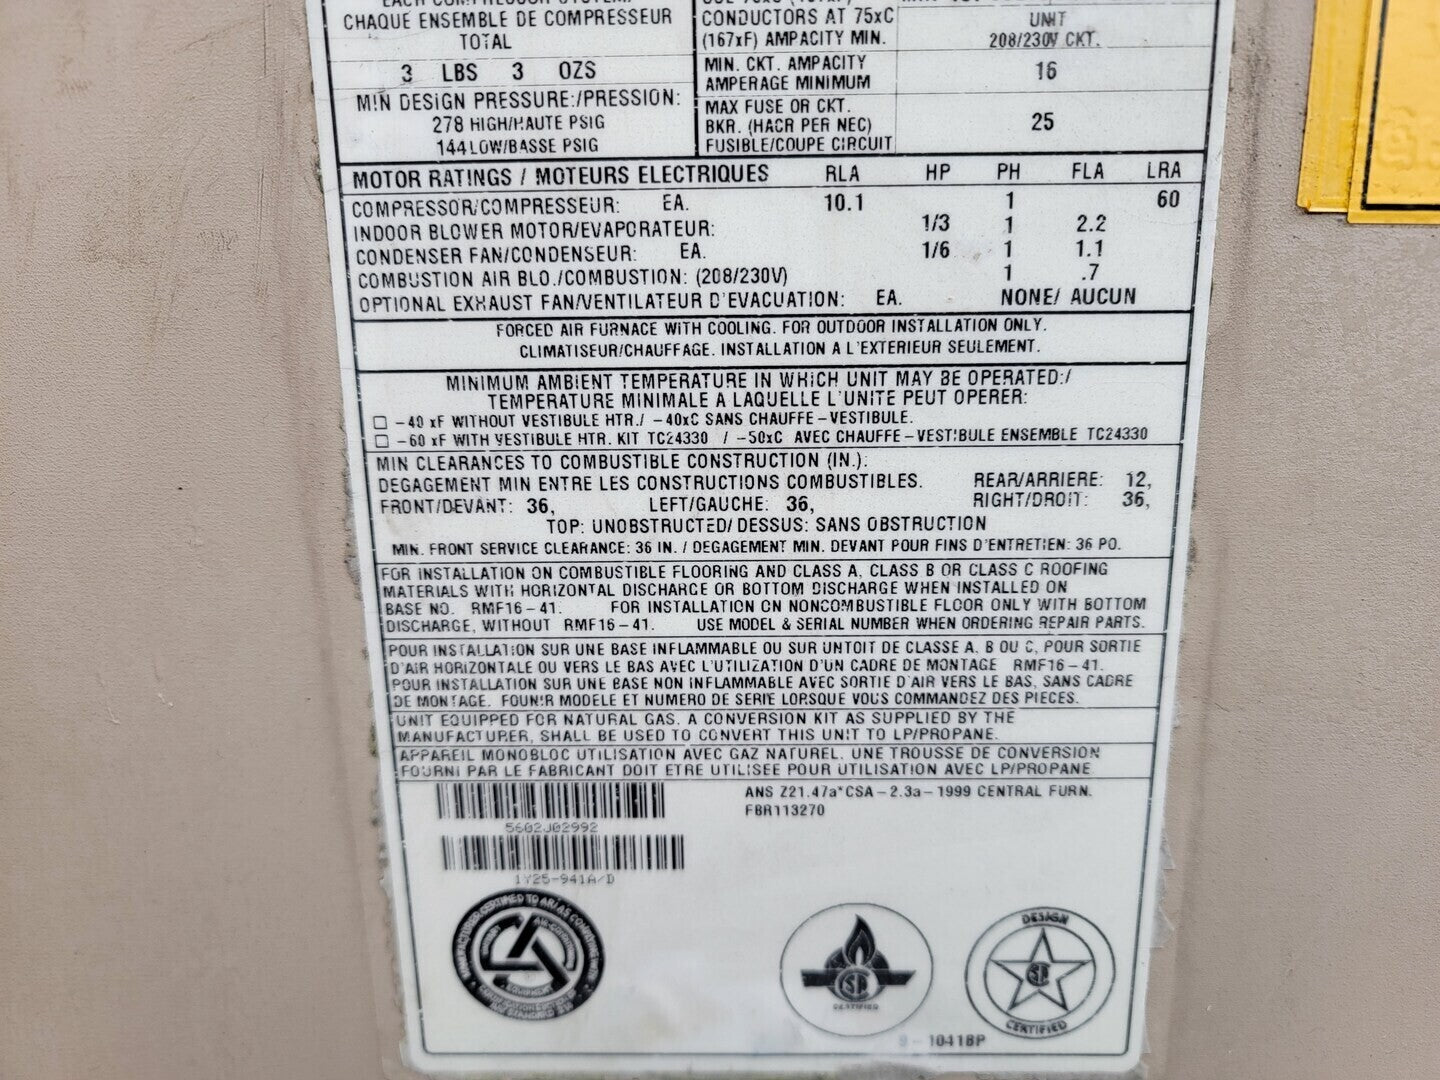 CHAQUE ENSEMBLE DE COMPRESSEUR
TOTAL
3 LBS 3 OZS
MIN DESIGN PRESSURE:/PRESSION:
278 HIGH/HAUTE PSIG
144 LOW/BASSE PSIG
CONDUCTORS AT 75xC
(167xF) AMPACITY MIN.
UNIT
208/230V CKT.
MIN. CKT. AMPACITY
AMPERAGE MINIMUM
16
MAX FUSE OR CKT.
BKR. (HACR PER NEC)
FUSIBLE/COUPE CIRCUIT
25
MOTOR RATINGS / MOTEURS ELECTRIQUES RLA HP PH FLA LRA
COMPRESSOR/COMPRESSEUR: EA. 10.1 1 60
INDOOR BLOWER MOTOR/EVAPORATEUR: 1/3 1 2.2
CONDENSER FAN/CONDENSEUR: EA. 1/6 1 1.1
COMBUSTION AIR BLO./COMBUSTION: (208/230V) 1 .7
OPTIONAL EXHAUST FAN/VENTILATEUR D'EVACUATION: EA. NONE/ AUCUN
FORCED AIR FURNACE WITH COOLING. FOR OUTDOOR INSTALLATION ONLY.
CLIMATISEUR/CHAUFFAGE. INSTALLATION A L'EXTERIEUR SEULEMENT.
MINIMUM AMBIENT TEMPERATURE IN WHICH UNIT MAY BE OPERATED:/
TEMPERATURE MINIMALE A LAQUELLE L'UNITE PEUT OPERER:
-40 xF WITHOUT VESTIBULE HTR./ -40xC SANS CHAUFFE-VESTIBULE.
-60 xF WITH VESTIBULE HTR. KIT TC24330 / -50xC AVEC CHAUFFE-VESTIBULE ENSEMBLE TC24330
MIN CLEARANCES TO COMBUSTIBLE CONSTRUCTION (IN.):
DEGAGEMENT MIN ENTRE LES CONSTRUCTIONS COMBUSTIBLES. REAR/ARRIERE: 12,
FRONT/DEVANT: 36, LEFT/GAUCHE: 36, RIGHT/DROIT: 36,
TOP: UNOBSTRUCTED/DESSUS: SANS OBSTRUCTION
MIN. FRONT SERVICE CLEARANCE: 36 IN. / DEGAGEMENT MIN. DEVANT POUR FINS D'ENTRETIEN: 36 PO.
FOR INSTALLATION ON COMBUSTIBLE FLOORING AND CLASS A, CLASS B OR CLASS C ROOFING
MATERIALS WITH HORIZONTAL DISCHARGE OR BOTTOM DISCHARGE WHEN INSTALLED ON
BASE NO. RMF16-41. FOR INSTALLATION ON NONCOMBUSTIBLE FLOOR ONLY WITH BOTTOM
DISCHARGE, WITHOUT RMF16-41. USE MODEL & SERIAL NUMBER WHEN ORDERING REPAIR PARTS.
POUR INSTALLATION SUR UNE BASE INFLAMMABLE OU SUR UNTOIT DE CLASSE A, B OU C, POUR SORTIE
D'AIR HORIZONTALE OU VERS LE BAS AVEC L'UTILIZATION D'UN CADRE DE MONTAGE RMF16-41.
POUR INSTALLATION SUR UNE BASE NON INFLAMMABLE AVEC SORTIE D'AIR VERS LE BAS, SANS CADRE
DE MONTAGE. FOUNIR MODELE ET NUMERO DE SERIE LORSQUE VOUS COMMANDEZ DES PIECES.
UNIT EQUIPPED FOR NATURAL GAS. A CONVERSION KIT AS SUPPLIED BY THE
MANUFACTURER, SHALL BE USED TO CONVERT THIS UNIT TO LP/PROPANE.
APPAREIL MONOBLOC UTILISATION AVEC GAZ NATUREL. UNE TROUSSE DE CONVERSION
FOURNI PAR LE FABRICANT DOIT ETRE UTILISEE POUR UTILISATION AVEC LP/PROPANE
ANS Z21.47a*CSA-2.3a-1999 CENTRAL FURN.
FBR113270
5602J02992
1Y25-941A/D
CERTIFIED
DESIGN
CERTIFIED
10418P